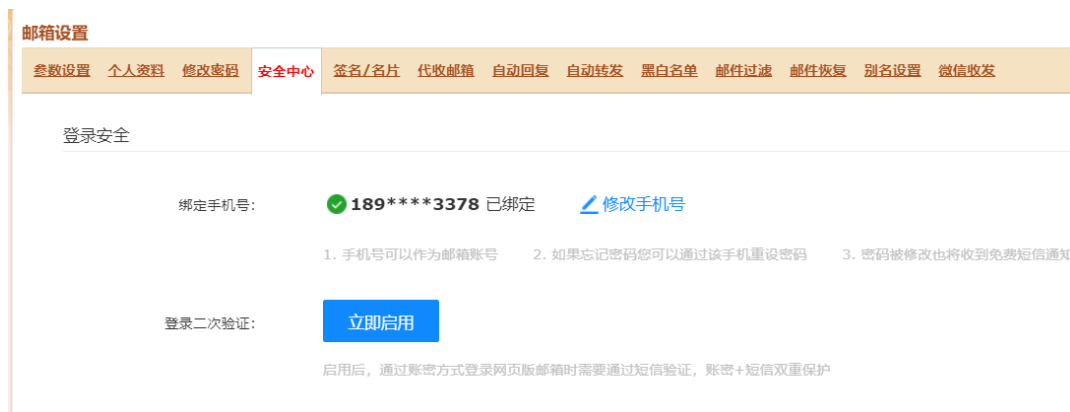 邮箱设置
参数设置 个人资料 修改密码 安全中心 签名/名片 代收邮箱 自动回复 自动转发 黑白名单 邮件过滤 邮件恢复 别名设置 微信收发
登录安全
绑定手机号: 189****3378 已绑定 修改手机号
1. 手机号可以作为邮箱账号 2. 如果忘记密码您可以通过该手机重设密码 3. 密码被修改也将收到免费短信通知
登录二次验证: 立即启用
启用后，通过账密方式登录网页版邮箱时需要通过短信验证，账密+短信双重保护